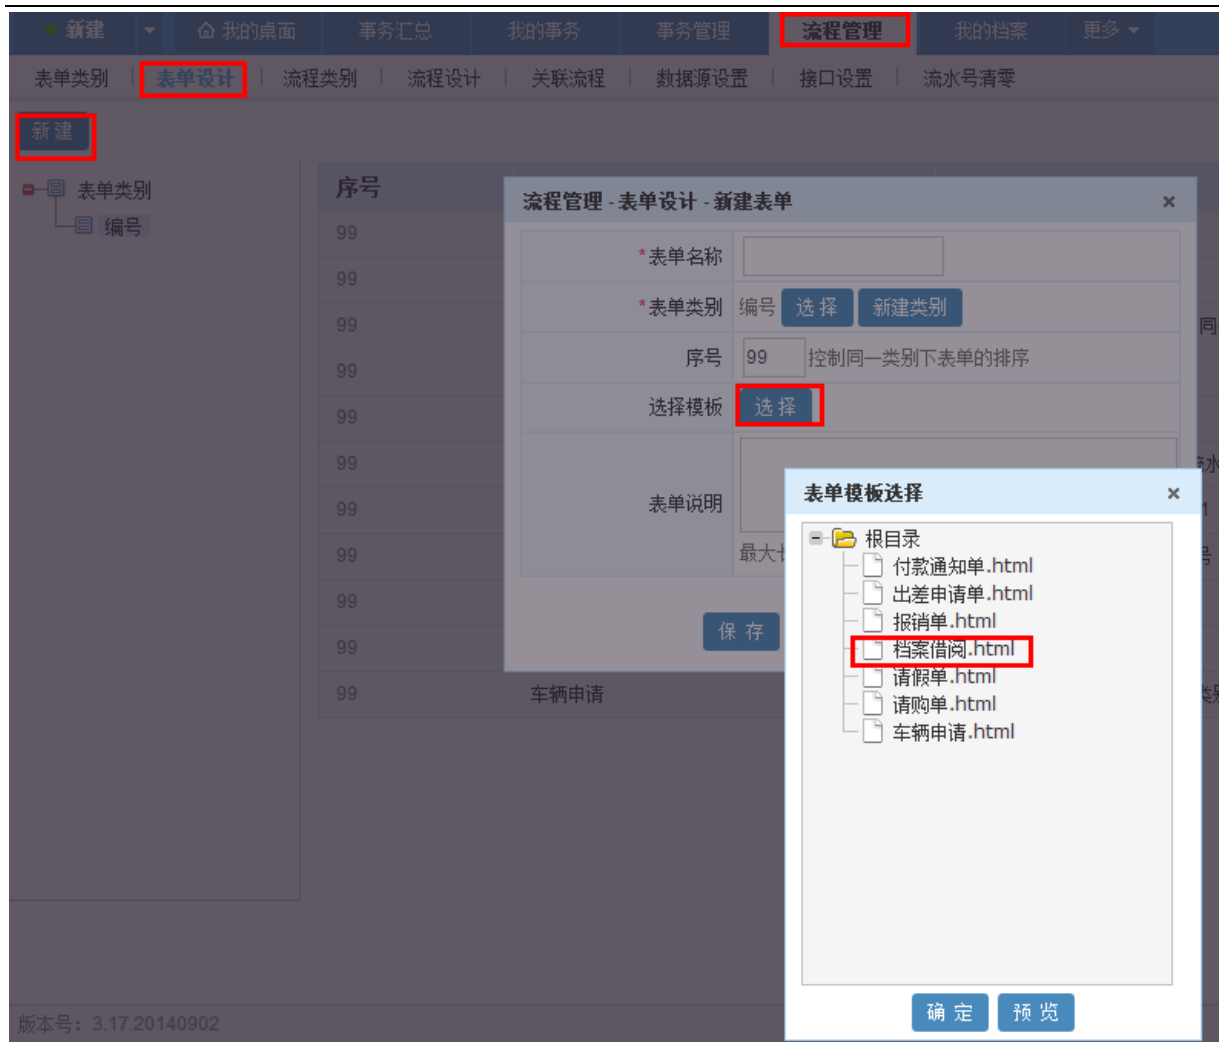 新建 我的桌面 事务汇总 我的事务 事务管理 流程管理 我的档案 更多
表单类别 表单设计 流程类别 流程设计 关联流程 数据源设置 接口设置 流水号清零
新 建
表单类别
编号
序号
99
99
99
99
99
99
99
99
99
99
99 车辆申请
流程管理 - 表单设计 - 新建表单 ×
*表单名称
*表单类别 编号 选 择 新建类别
序号 99 控制同一类别下表单的排序
选择模板 选 择
表单说明
最大
保 存
同
1
号
表单模板选择 ×
根目录
付款通知单.html
出差申请单.html
报销单.html
档案借阅.html
请假单.html
请购单.html
车辆申请.html
确 定 预 览
版本号：3.17.20140902